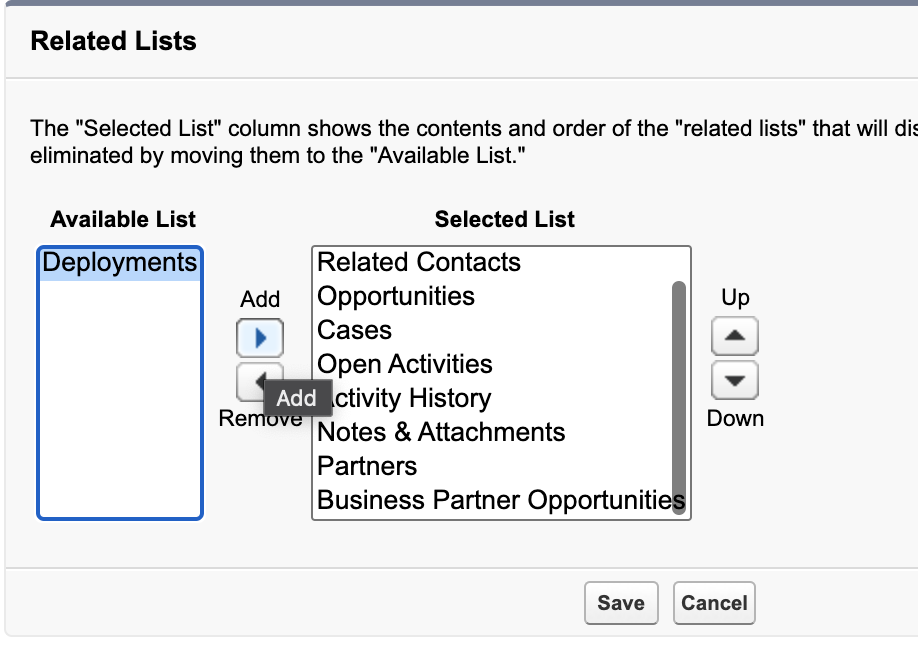 Related Lists
The "Selected List" column shows the contents and order of the "related lists" that will
eliminated by moving them to the "Available List."
Available List
Selected List
Deployments
Add
Remove
Add
Related Contacts
Opportunities
Cases
Open Activities
ctivity History
Notes & Attachments
Partners
Business Partner Opportunities
Up
Down
Save
Cancel